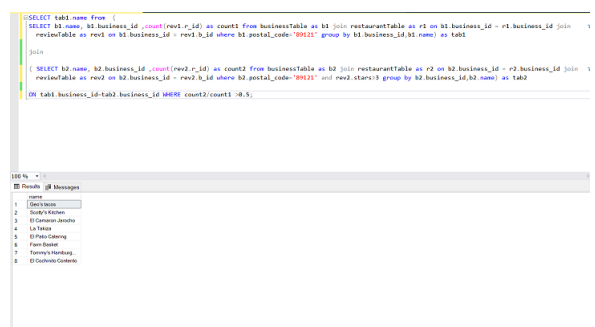 SELECT tab1.name from (
SELECT b1.name, b1.business_id ,count(rev1.r_id) as count1 from businessTable as b1 join restaurantTable as r1 on b1.business_id = r1.business_id join
reviewTable as rev1 on b1.business_id = rev1.b_id where b1.postal_code='89121' group by b1.business_id,b1.name) as tab1
join
( SELECT b2.name, b2.business_id ,count(rev2.r_id) as count2 from businessTable as b2 join restaurantTable as r2 on b2.business_id = r2.business_id join
reviewTable as rev2 on b2.business_id = rev2.b_id where b2.postal_code='89121' and rev2.stars>3 group by b2.business_id,b2.name) as tab2
ON tab1.business_id=tab2.business_id WHERE count2/count1 >0.5;
100 %
Results Messages
name
1 Geo's tacos
2 Scotty's Kitchen
3 El Camaron Jarocho
4 La Takiza
5 El Patio Catering
6 Farm Basket
7 Tommy's Hamburg...
8 El Cochindo Contento